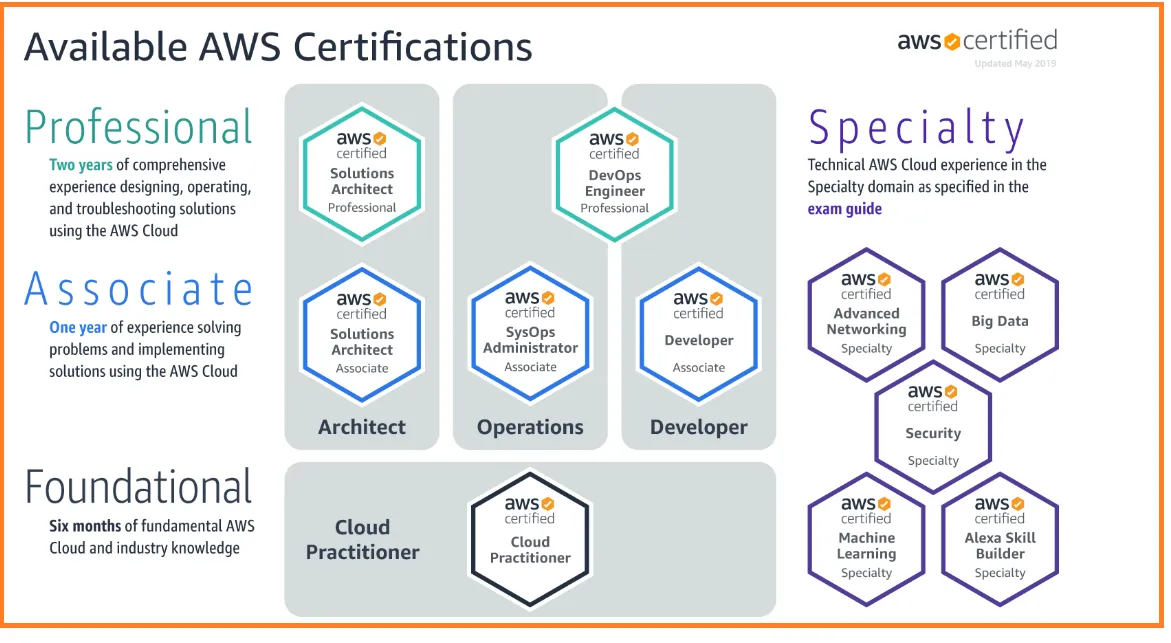 Available AWS Certifications
aws certified
Updated May 2019
Professional
Two years of comprehensive
experience designing, operating,
and troubleshooting solutions
using the AWS Cloud
aws
certified
Solutions
Architect
Professional
aws
certified
DevOps
Engineer
Professional
Specialty
Technical AWS Cloud experience in the
Specialty domain as specified in the
exam guide
Associate
One year of experience solving
problems and implementing
solutions using the AWS Cloud
aws
certified
Solutions
Architect
Associate
aws
certified
SysOps
Administrator
Associate
aws
certified
Developer
Associate
Architect
Operations
Developer
aws
certified
Advanced
Networking
Specialty
aws
certified
Big Data
Specialty
aws
certified
Security
Specialty
Foundational
Six months of fundamental AWS
Cloud and industry knowledge
Cloud
Practitioner
aws
certified
Cloud
Practitioner
aws
certified
Machine
Learning
Specialty
aws
certified
Alexa Skill
Builder
Specialty